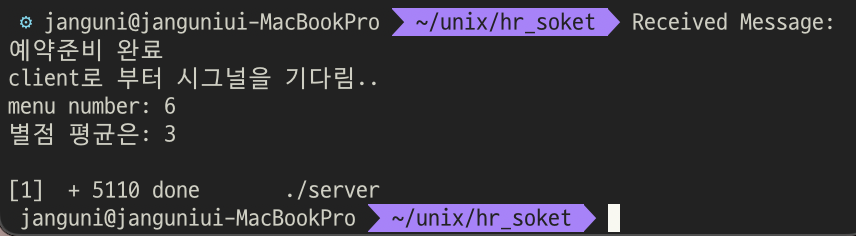 ⚙ janguni@janguniui-MacBookPro ~/unix/hr_soket Received Message:
예약준비 완료
client로 부터 시그널을 기다림..
menu number: 6
별점 평균은: 3
[1]  + 5110 done       ./server
janguni@janguniui-MacBookPro ~/unix/hr_soket